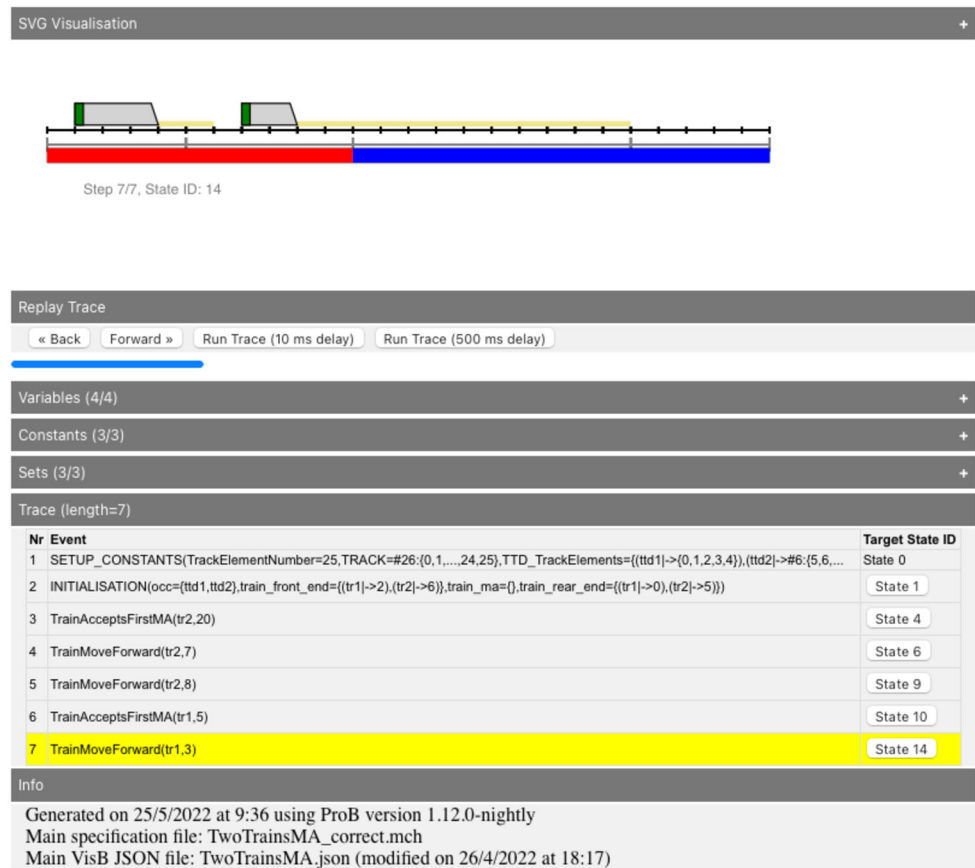 SVG Visualisation +
Step 7/7, State ID: 14
Replay Trace
« Back Forward » Run Trace (10 ms delay) Run Trace (500 ms delay)
Variables (4/4) +
Constants (3/3) +
Sets (3/3) +
Trace (length=7)
Nr Event Target State ID
1 SETUP_CONSTANTS(TrackElementNumber=25,TRACK=#26:{0,1,...,24,25},TTD_TrackElements={(ttd1|->{0,1,2,3,4}),(ttd2|->#6:{5,6,... State 0
2 INITIALISATION(occ={ttd1,ttd2},train_front_end={(tr1|->2),(tr2|->6)},train_ma={},train_rear_end={(tr1|->0),(tr2|->5)}) State 1
3 TrainAcceptsFirstMA(tr2,20) State 4
4 TrainMoveForward(tr2,7) State 6
5 TrainMoveForward(tr2,8) State 9
6 TrainAcceptsFirstMA(tr1,5) State 10
7 TrainMoveForward(tr1,3) State 14
Info
Generated on 25/5/2022 at 9:36 using ProB version 1.12.0-nightly
Main specification file: TwoTrainsMA_correct.mch
Main VisB JSON file: TwoTrainsMA.json (modified on 26/4/2022 at 18:17)